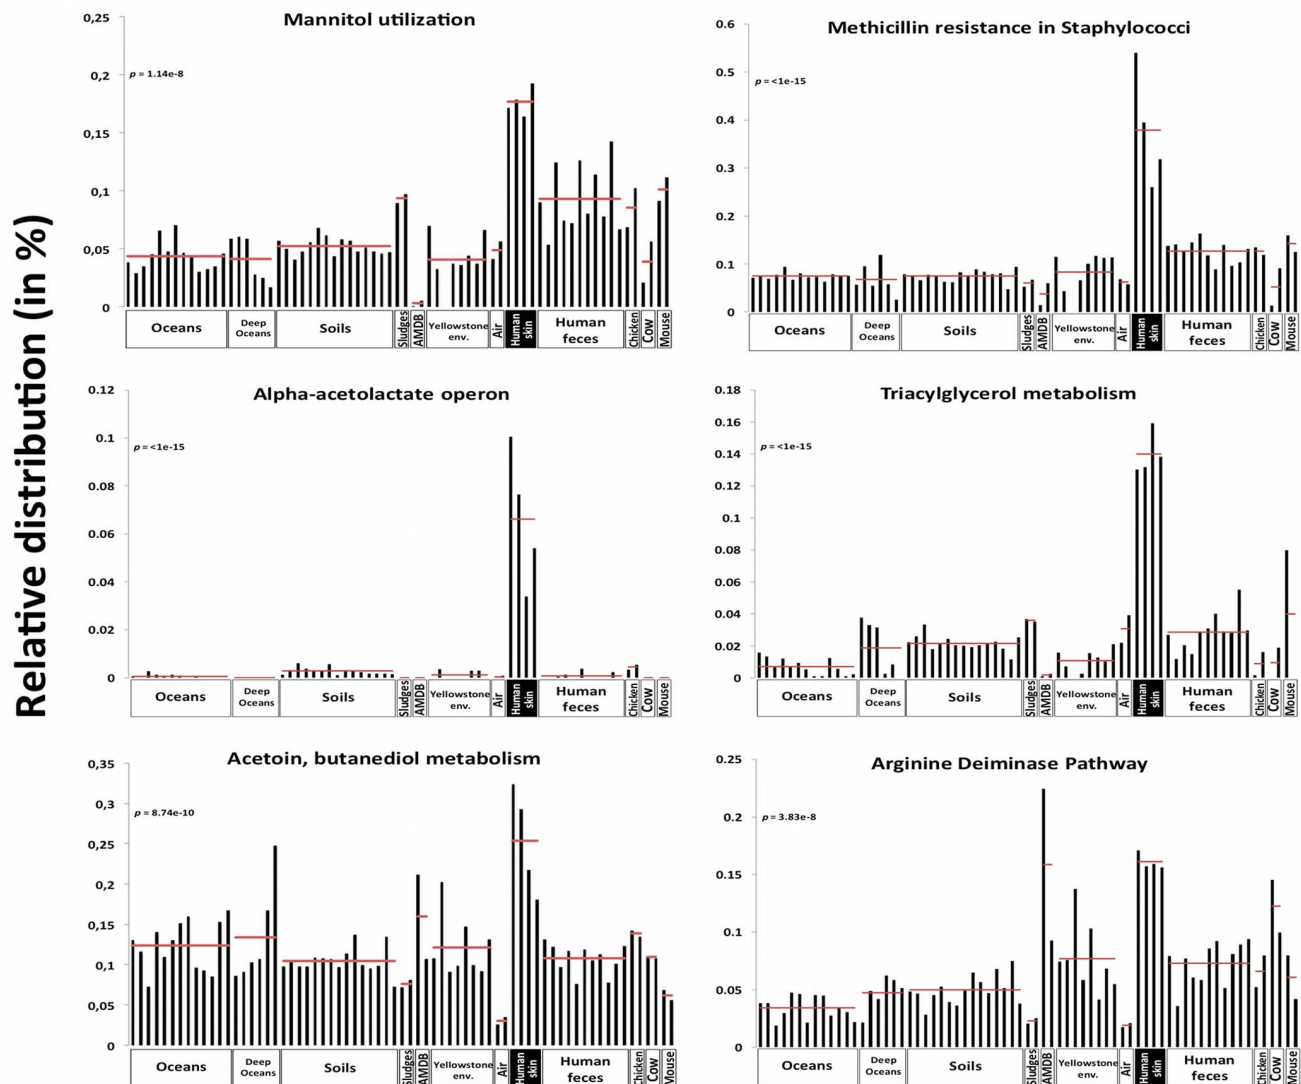 Relative distribution (in %)
Mannitol utilization
0,25
0,2
0,15
0,1
0,05
0
p = 1.14e-8
Oceans
Deep
Oceans
Soils
Sludges
AMDB
Yellowstone
env.
Air
Human
skin
Human
feces
Chicken
Cow
Mouse
Methicillin resistance in Staphylococci
0.6
0.5
0.4
0.3
0.2
0.1
0
p = <1e-15
Oceans
Deep
Oceans
Soils
Sludges
AMDB
Yellowstone
env.
Air
Human
skin
Human
feces
Chicken
Cow
Mouse
Alpha-acetolactate operon
0.12
0.1
0.08
0.06
0.04
0.02
0
p = <1e-15
Oceans
Deep
Oceans
Soils
Sludges
AMDB
Yellowstone
env.
Air
Human
skin
Human
feces
Chicken
Cow
Mouse
Triacylglycerol metabolism
0.18
0.16
0.14
0.12
0.1
0.08
0.06
0.04
0.02
0
p = <1e-15
Oceans
Deep
Oceans
Soils
Sludges
AMDB
Yellowstone
env.
Air
Human
skin
Human
feces
Chicken
Cow
Mouse
Acetoin, butanediol metabolism
0,35
0,3
0,25
0,2
0,15
0,1
0,05
0
p = 8.74e-10
Oceans
Deep
Oceans
Soils
Sludges
AMDB
Yellowstone
env.
Air
Human
skin
Human
feces
Chicken
Cow
Mouse
Arginine Deiminase Pathway
0.25
0.2
0.15
0.1
0.05
0
p = 3.83e-8
Oceans
Deep
Oceans
Soils
Sludges
AMDB
Yellowstone
env.
Air
Human
skin
Human
feces
Chicken
Cow
Mouse